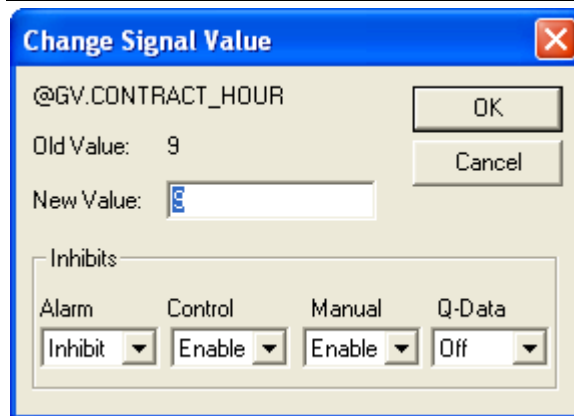 Change Signal Value
@GV.CONTRACT_HOUR
OK
Old Value: 9
Cancel
New Value: 9
Inhibits
Alarm Control Manual Q-Data
Inhibit Enable Enable Off